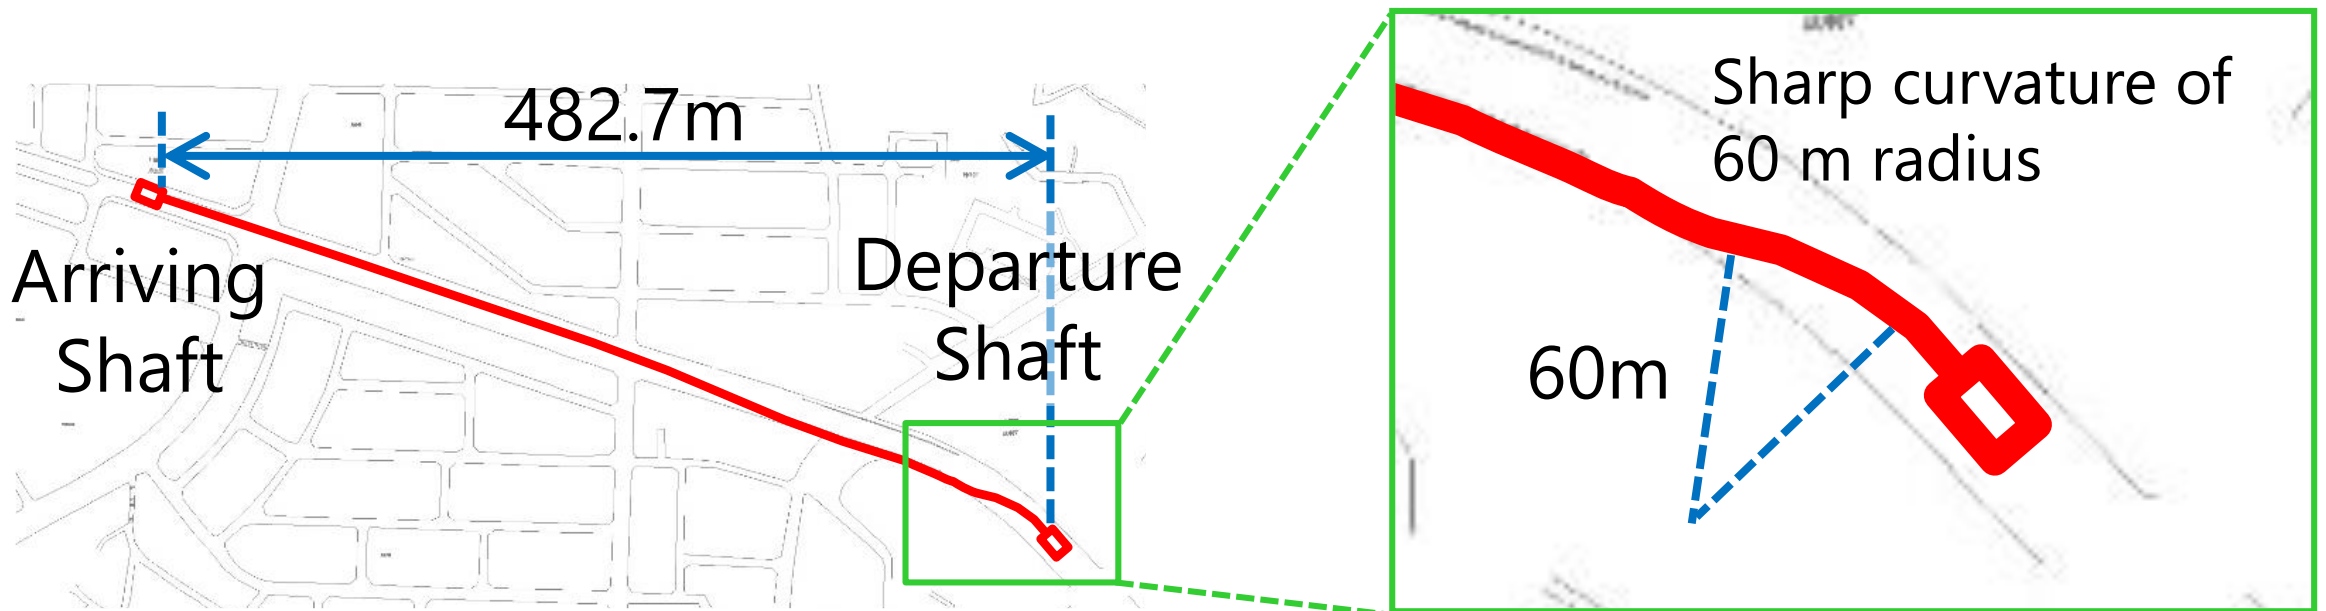 482.7m
Arriving
Shaft
Departure
Shaft
Sharp curvature of
60 m radius
60m